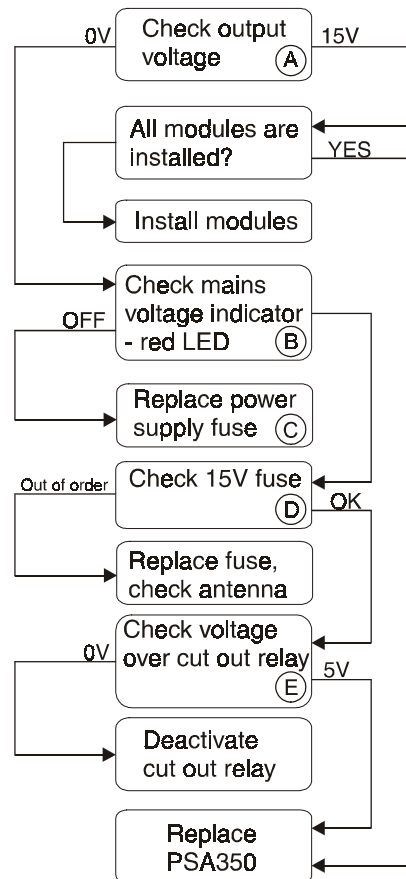 0V
Check output
voltage
A
15V
All modules are
installed?
YES
Install modules
Check mains
voltage indicator
- red LED
B
OFF
Replace power
supply fuse
C
Out of order
Check 15V fuse
D
OK
Replace fuse,
check antenna
Check voltage
over cut out relay
E
0V
5V
Deactivate
cut out relay
Replace
PSA350